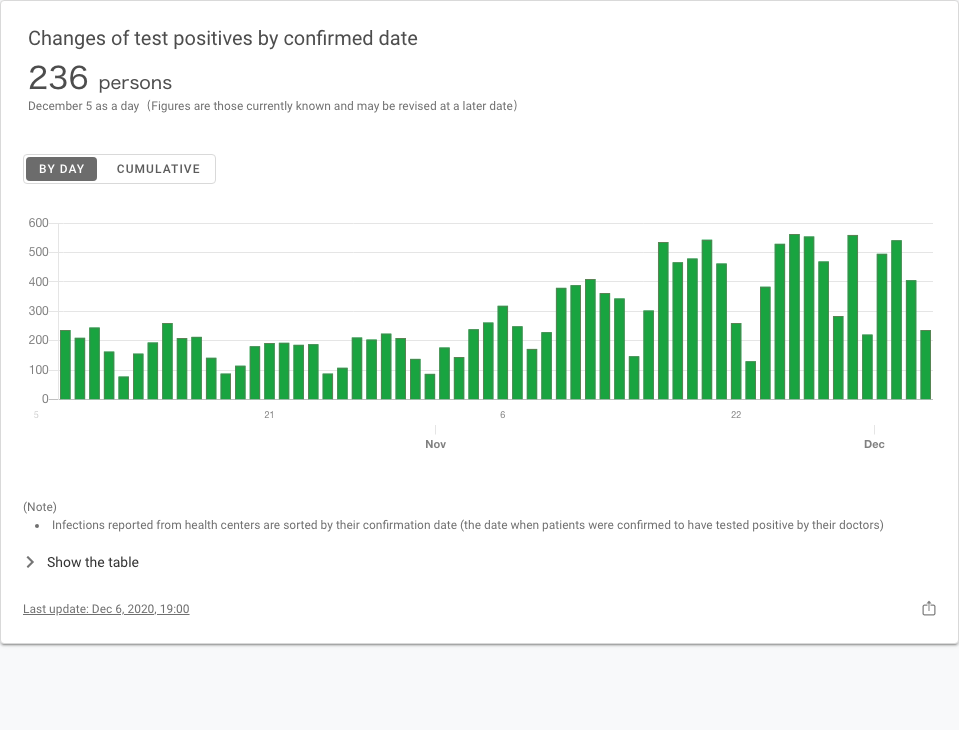 Changes of test positives by confirmed date
236 persons
December 5 as a day（Figures are those currently known and may be revised at a later date）
BY DAY CUMULATIVE
600
500
400
300
200
100
0
5 21 6 22
Nov Dec
(Note)
• Infections reported from health centers are sorted by their confirmation date (the date when patients were confirmed to have tested positive by their doctors)
Show the table
Last update: Dec 6, 2020, 19:00